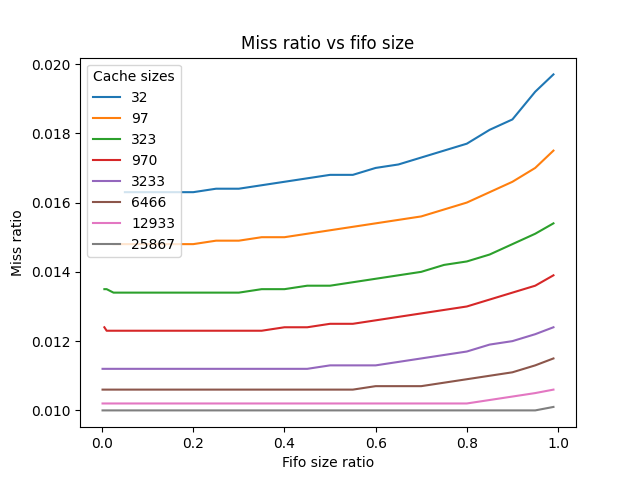 Miss ratio vs fifo size
Cache sizes
32
97
323
970
3233
6466
12933
25867
Miss ratio
0.020
0.018
0.016
0.014
0.012
0.010
0.0 0.2 0.4 0.6 0.8 1.0
Fifo size ratio